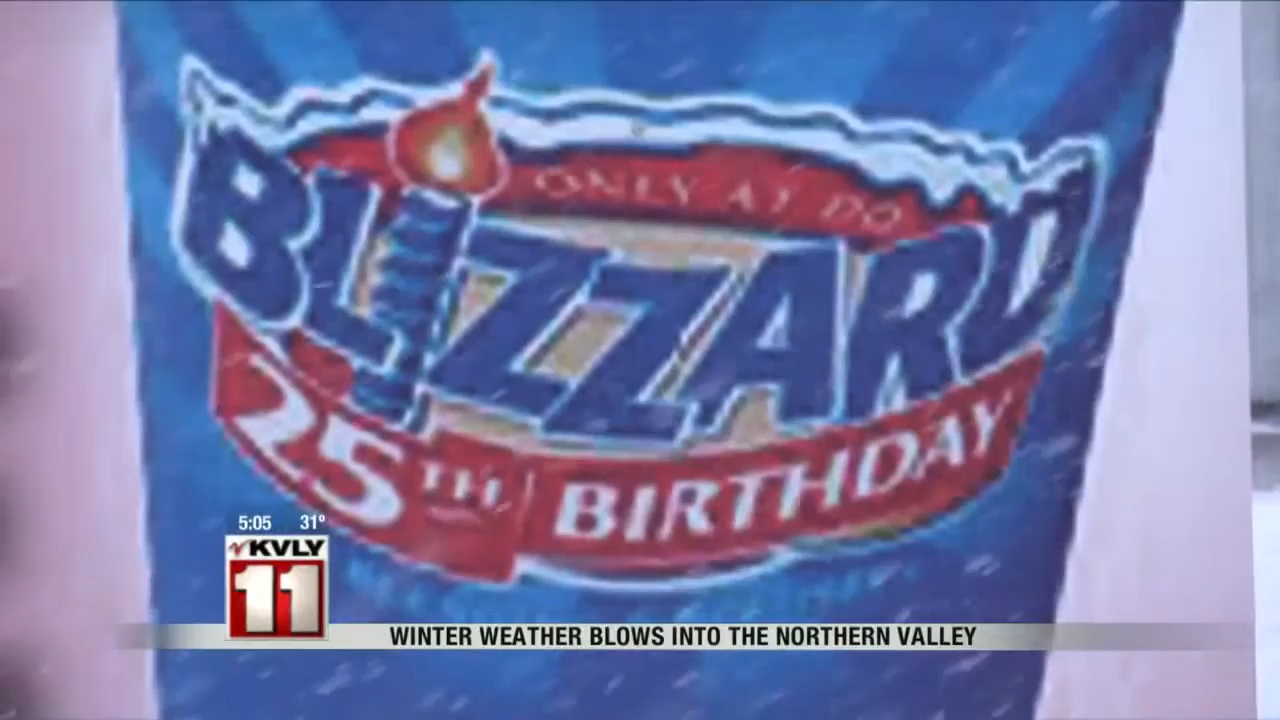 ONLY AT DQ
BLIZZARD
25TH BIRTHDAY
5:05 31°
KVLY
11
WINTER WEATHER BLOWS INTO THE NORTHERN VALLEY